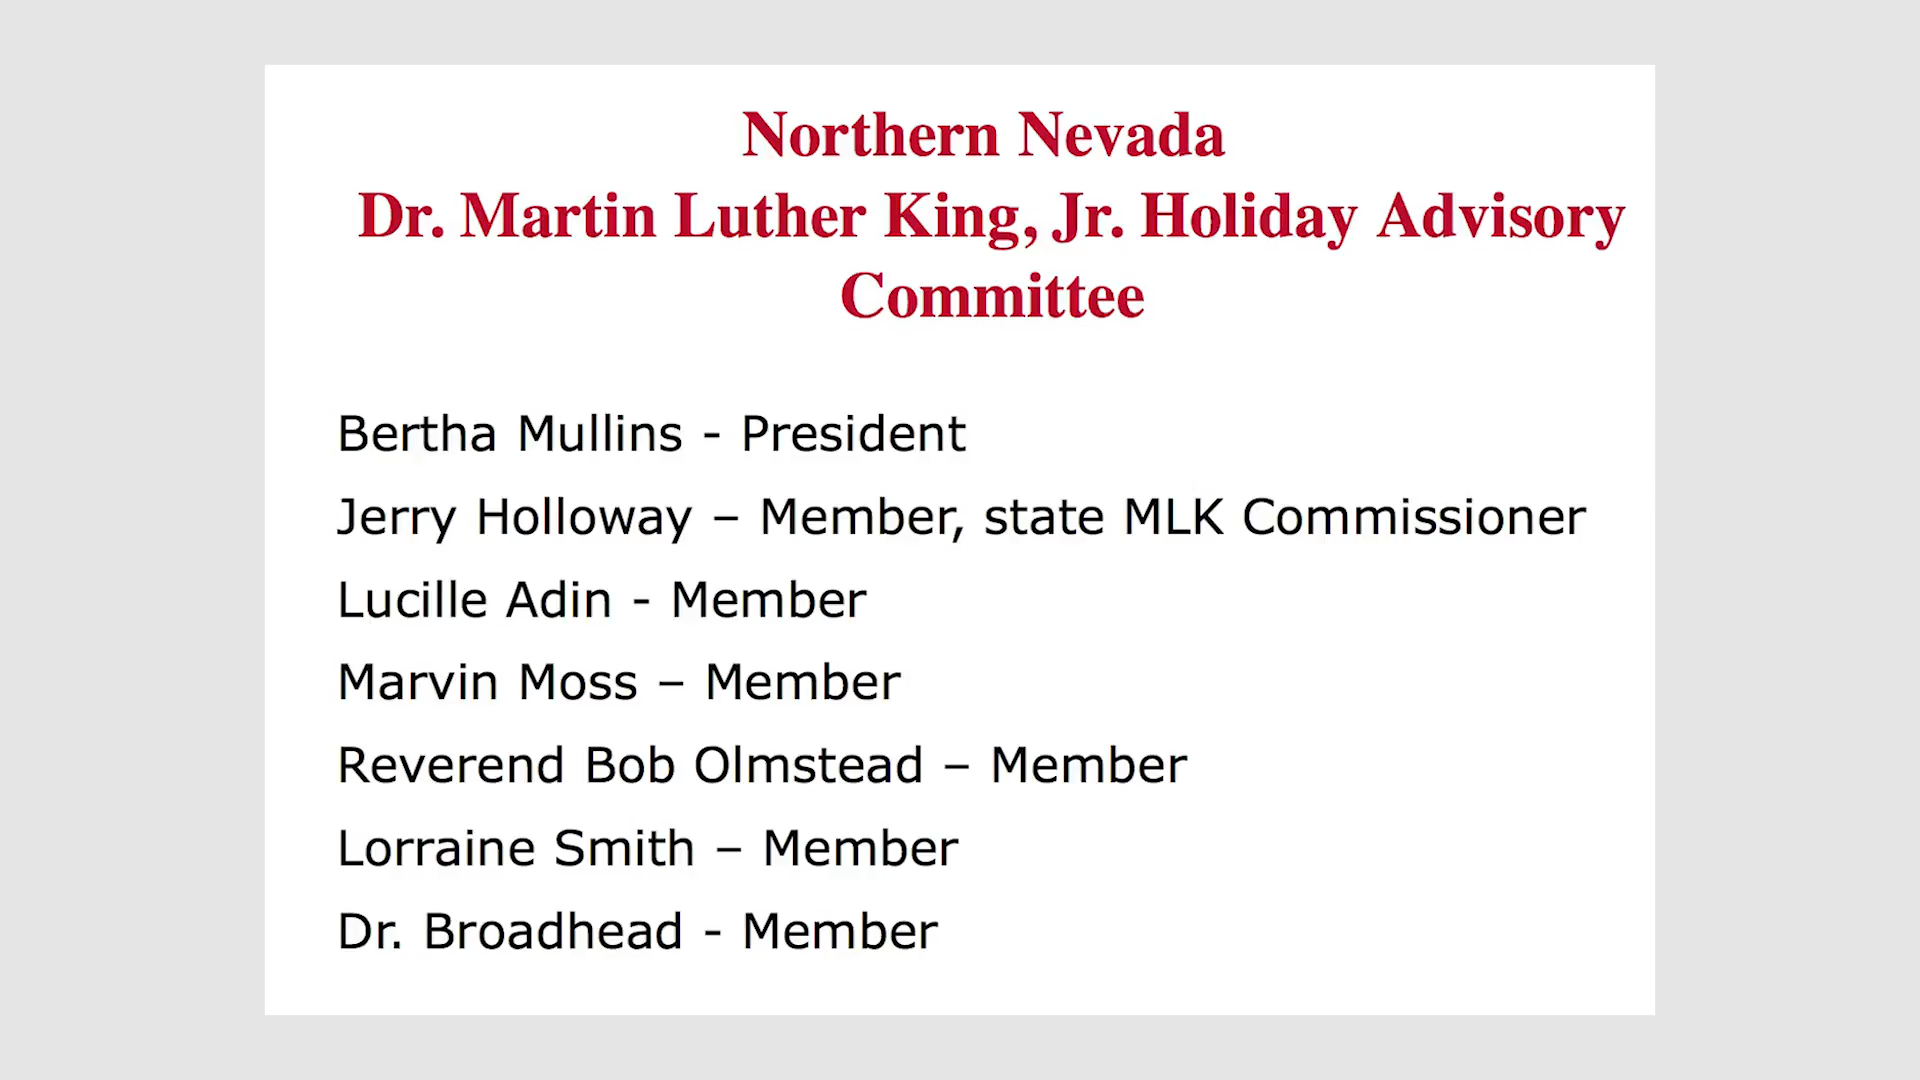 Northern Nevada
Dr. Martin Luther King, Jr. Holiday Advisory
Committee
Bertha Mullins - President
Jerry Holloway – Member, state MLK Commissioner
Lucille Adin - Member
Marvin Moss – Member
Reverend Bob Olmstead – Member
Lorraine Smith – Member
Dr. Broadhead - Member